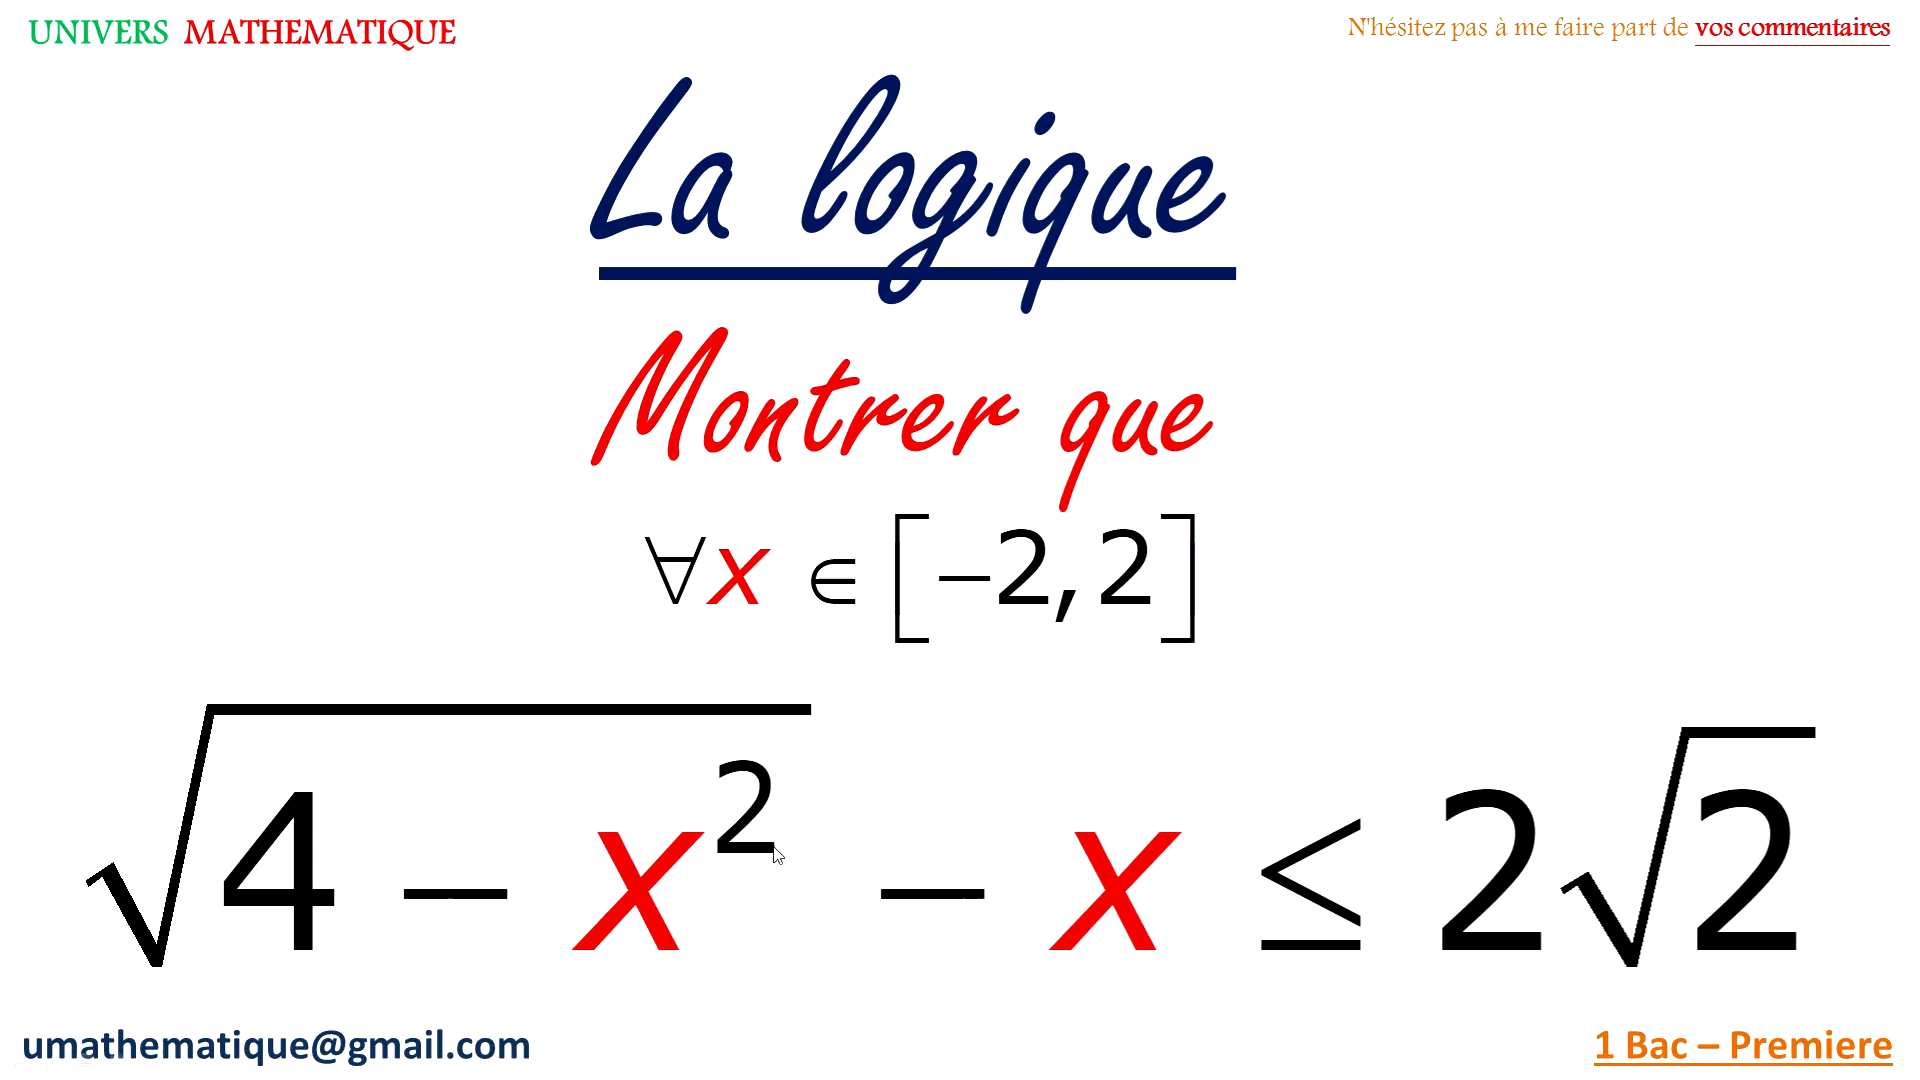 UNIVERS MATHEMATIQUE
N'hésitez pas à me faire part de vos commentaires
La logique
Montrer que
∀x ∈ [−2, 2]
√(4 − x²) − x ≤ 2√2
umathematique@gmail.com
1 Bac – Premiere